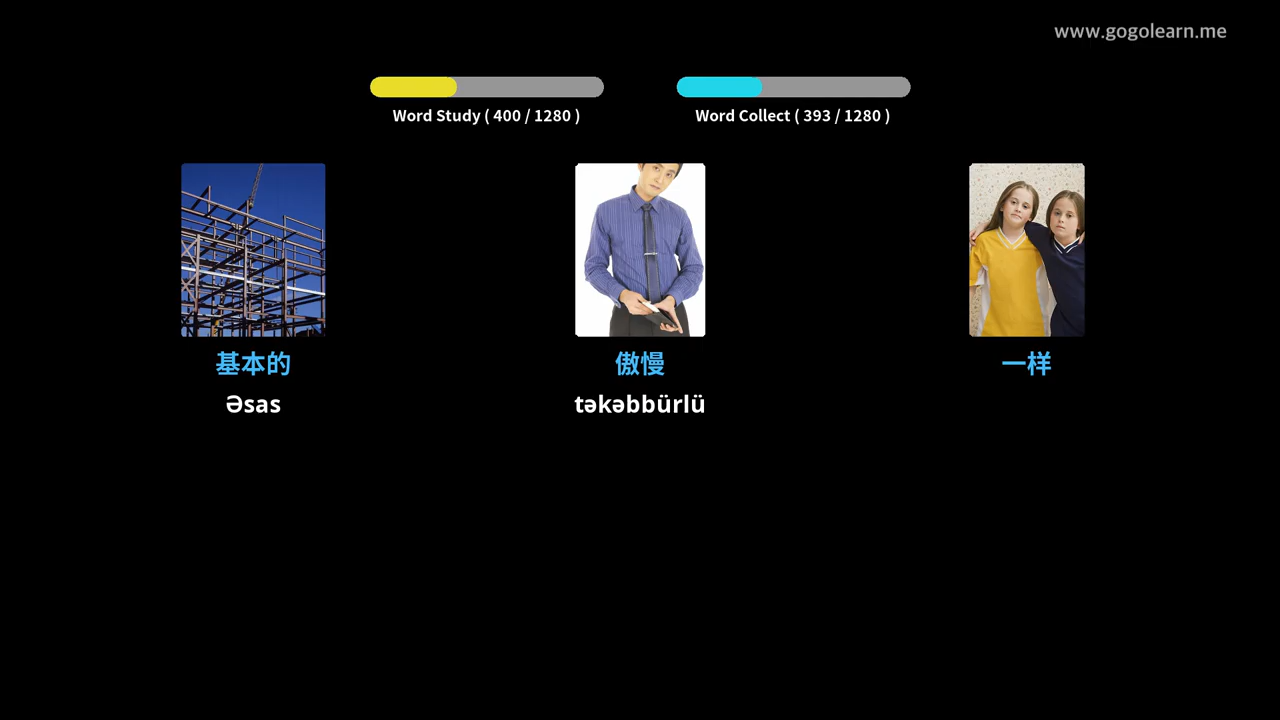 www.gogolearn.me
Word Study ( 400 / 1280 )
Word Collect ( 393 / 1280 )
基本的
傲慢
一样
Əsas
təkəbbürlü